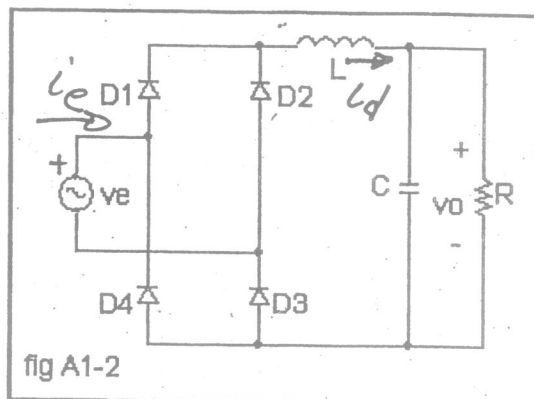 ie
D1
D2
L
id
+
ve
C
+
vo
-
R
D4
D3
fig A1-2